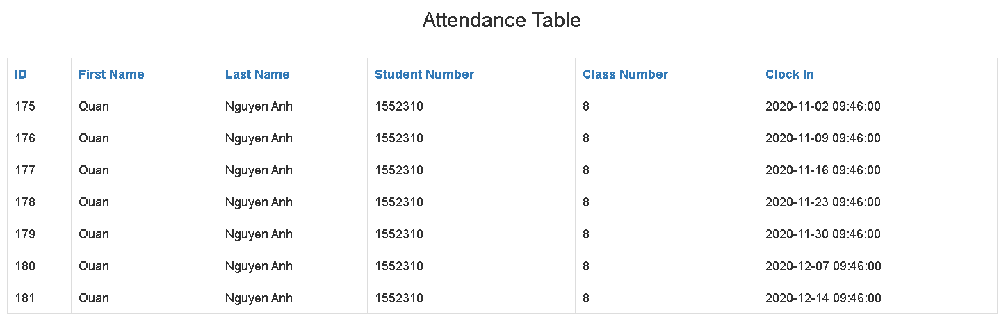 Attendance Table
ID First Name Last Name Student Number Class Number Clock In
175 Quan Nguyen Anh 1552310 8 2020-11-02 09:46:00
176 Quan Nguyen Anh 1552310 8 2020-11-09 09:46:00
177 Quan Nguyen Anh 1552310 8 2020-11-16 09:46:00
178 Quan Nguyen Anh 1552310 8 2020-11-23 09:46:00
179 Quan Nguyen Anh 1552310 8 2020-11-30 09:46:00
180 Quan Nguyen Anh 1552310 8 2020-12-07 09:46:00
181 Quan Nguyen Anh 1552310 8 2020-12-14 09:46:00